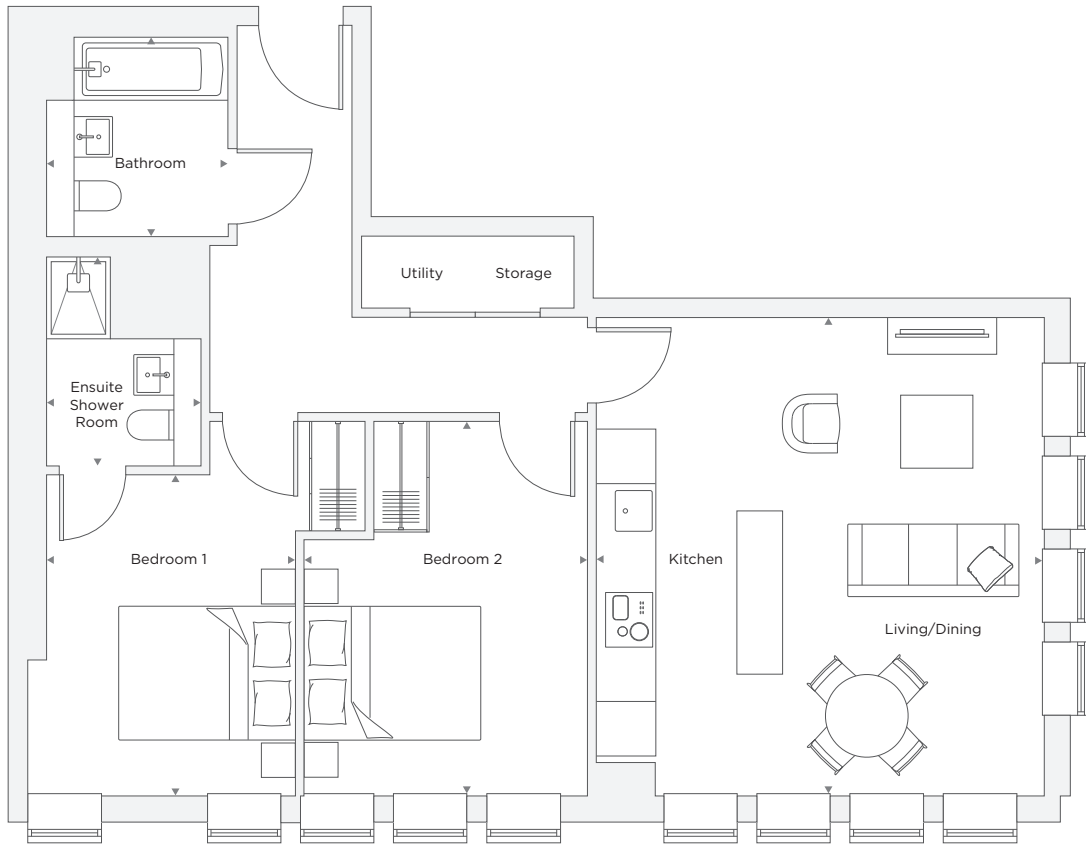 Bathroom
Utility
Storage
Ensuite
Shower
Room
Bedroom 1
Bedroom 2
Kitchen
Living/Dining